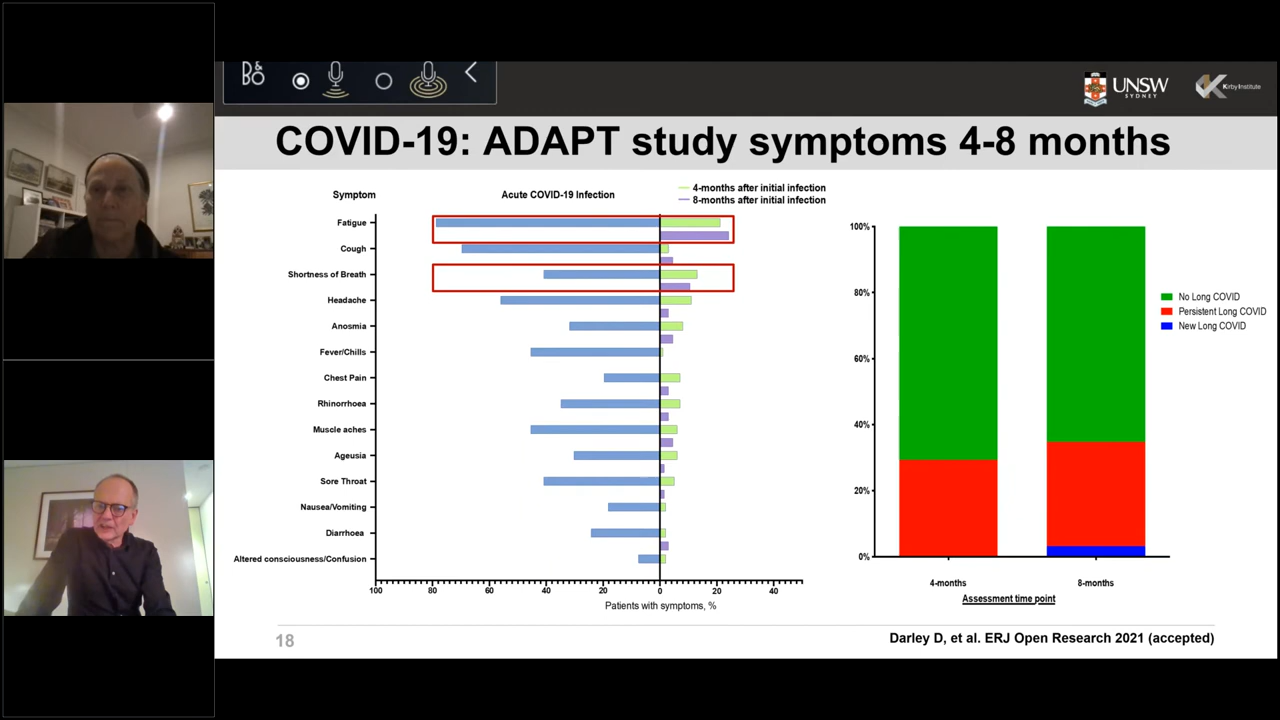 B&O
UNSW
SYDNEY
Kirby Institute
COVID-19: ADAPT study symptoms 4-8 months
Symptom
Acute COVID-19 Infection
4-months after initial infection
8-months after initial infection
Fatigue
Cough
Shortness of Breath
Headache
Anosmia
Fever/Chills
Chest Pain
Rhinorrhoea
Muscle aches
Ageusia
Sore Throat
Nausea/Vomiting
Diarrhoea
Altered consciousness/Confusion
100 80 60 40 20 0 20 40
Patients with symptoms, %
100%
80%
60%
40%
20%
0%
4-months 8-months
Assessment time point
No Long COVID
Persistent Long COVID
New Long COVID
18
Darley D, et al. ERJ Open Research 2021 (accepted)